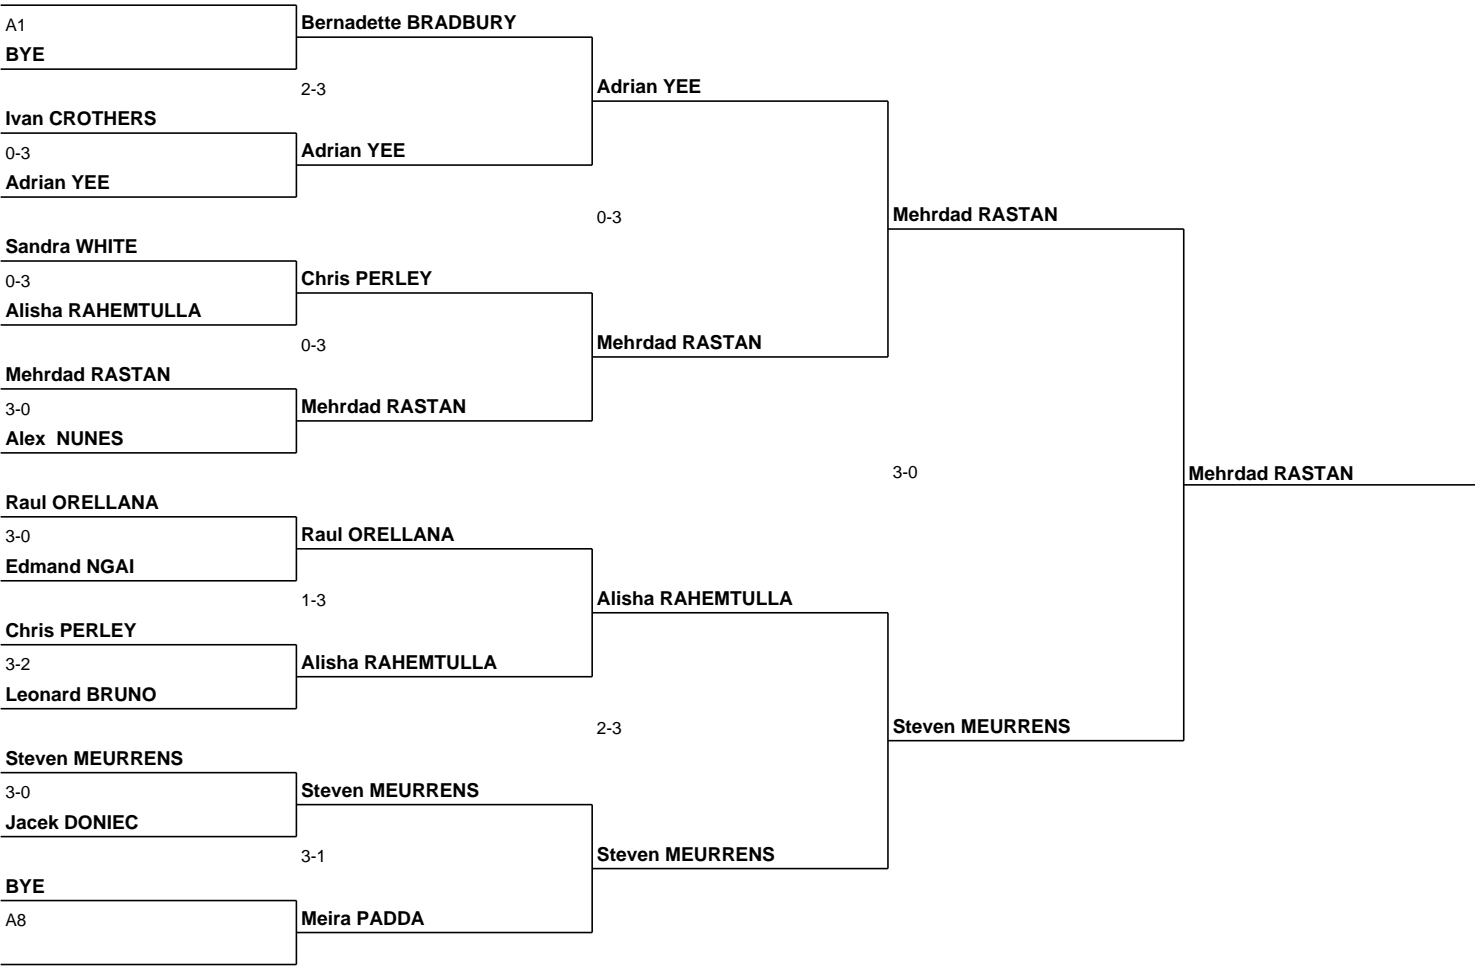 A1
BYE
Ivan CROTHERS
0-3
Adrian YEE
Sandra WHITE
0-3
Alisha RAHEMTULLA
Mehrdad RASTAN
3-0
Alex  NUNES
Raul ORELLANA
3-0
Edmand NGAI
Chris PERLEY
3-2
Leonard BRUNO
Steven MEURRENS
3-0
Jacek DONIEC
BYE
A8
Bernadette BRADBURY
2-3
Adrian YEE
Chris PERLEY
0-3
Mehrdad RASTAN
Raul ORELLANA
1-3
Alisha RAHEMTULLA
Steven MEURRENS
3-1
Meira PADDA
Adrian YEE
0-3
Mehrdad RASTAN
Alisha RAHEMTULLA
2-3
Steven MEURRENS
Mehrdad RASTAN
3-0
Steven MEURRENS
Mehrdad RASTAN